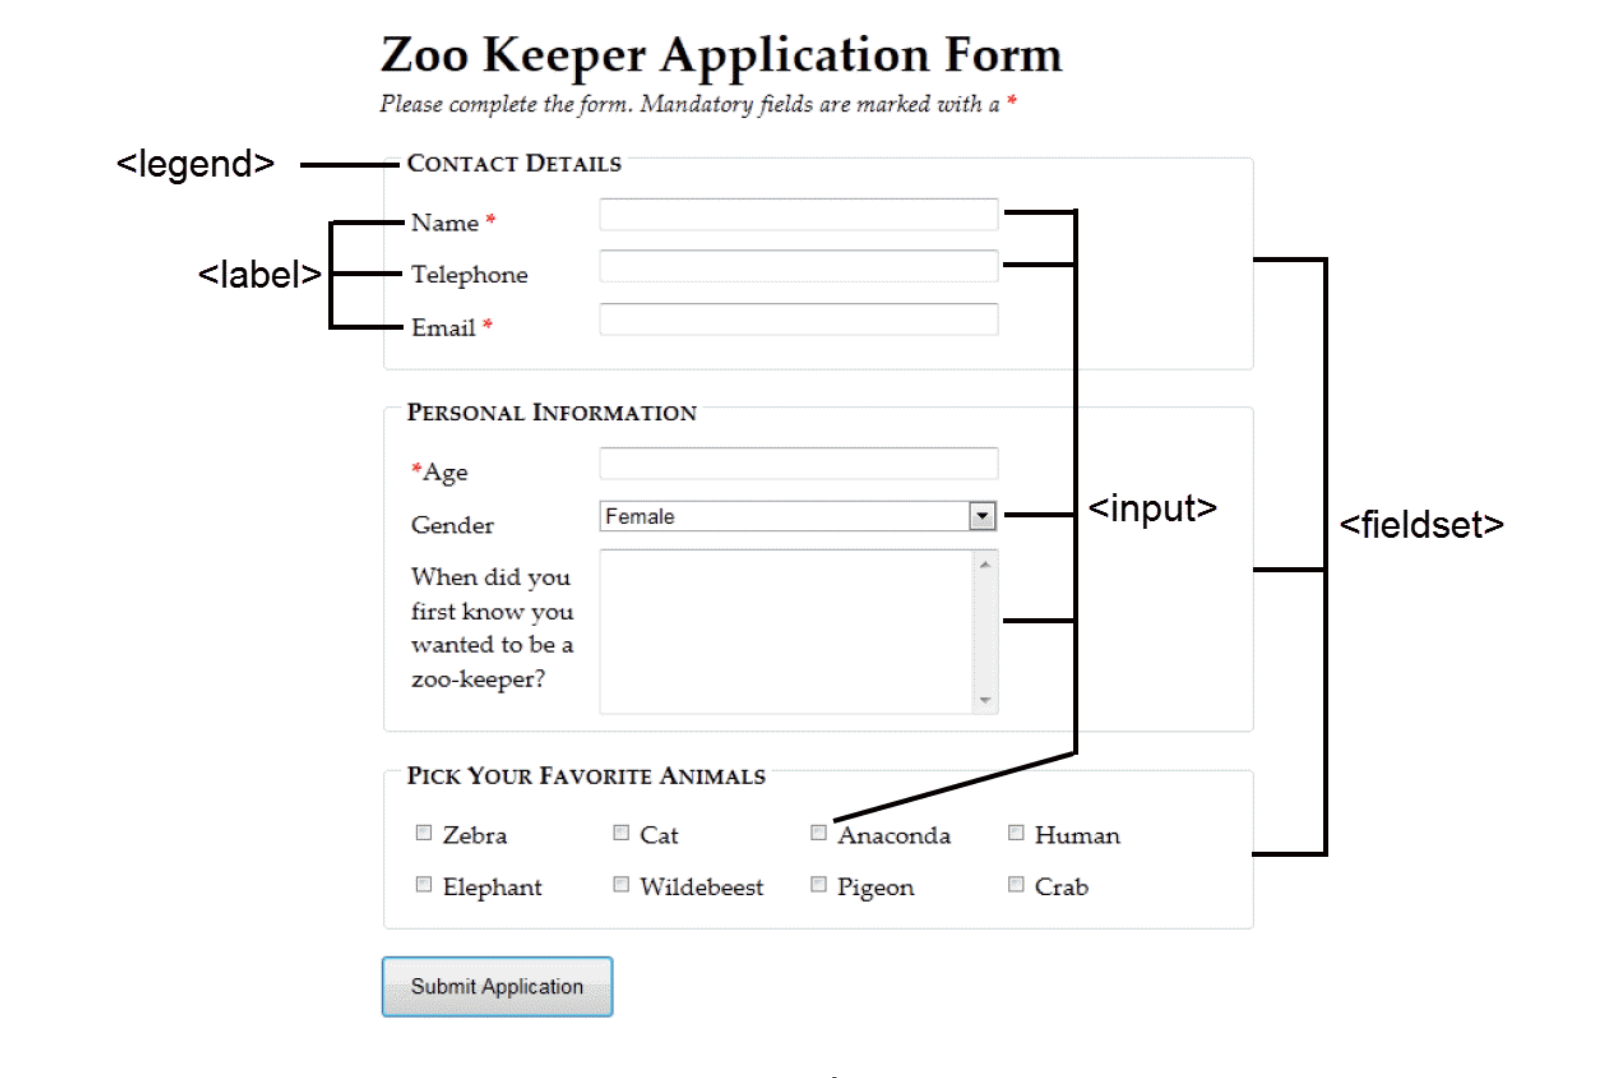 Zoo Keeper Application Form
Please complete the form. Mandatory fields are marked with a *
<legend>
CONTACT DETAILS
Name *
<label>
Telephone
Email *
PERSONAL INFORMATION
*Age
Gender
Female
<input>
<fieldset>
When did you
first know you
wanted to be a
zoo-keeper?
PICK YOUR FAVORITE ANIMALS
Zebra Cat Anaconda Human
Elephant Wildebeest Pigeon Crab
Submit Application